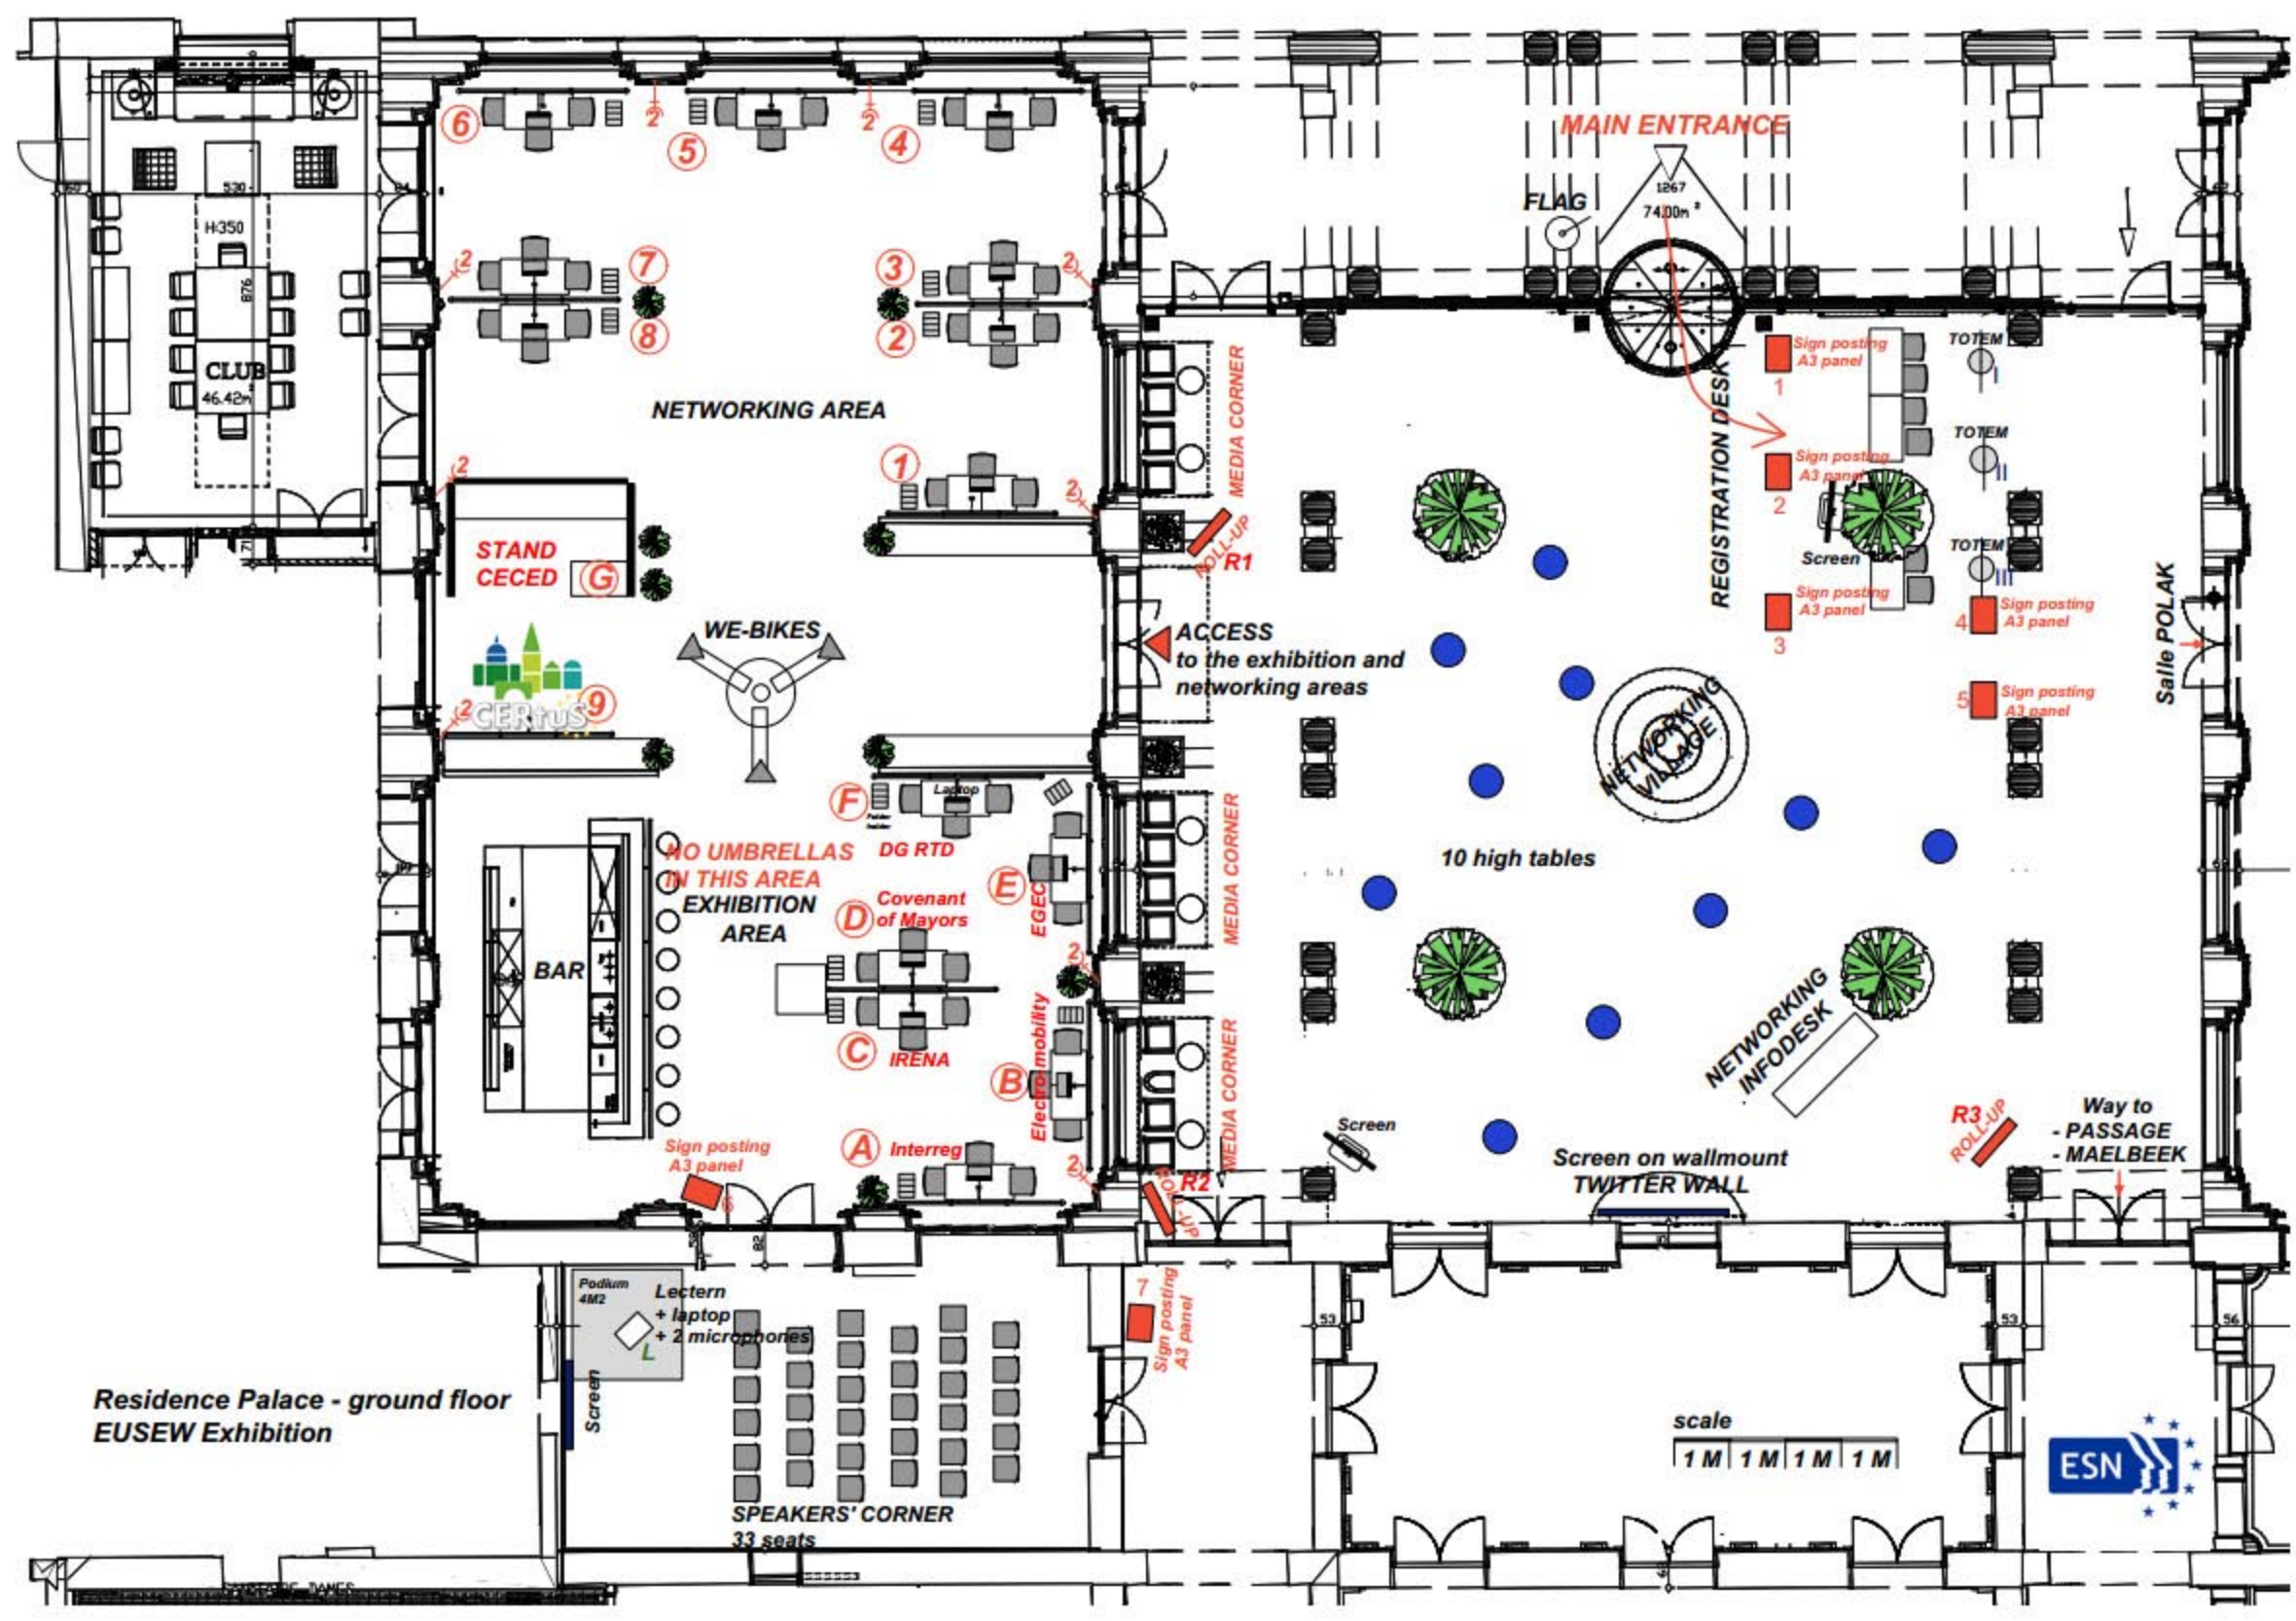 MAIN ENTRANCE
FLAG
1267
74.00m²
6
2
5
2
4
530
H:350
876
CLUB
46.42m²
2
7
8
3
2
2
NETWORKING AREA
1
2
2
MEDIA CORNER
ROLL-UP
R1
REGISTRATION DESK
Sign posting
A3 panel
1
Sign posting
A3 panel
2
Sign posting
A3 panel
3
TOTEM
I
TOTEM
II
TOTEM
III
Screen
4
Sign posting
A3 panel
5
Sign posting
A3 panel
Salle POLAK
STAND
CECED
G
WE-BIKES
ACCESS
to the exhibition and
networking areas
2
CERtuS
9
NETWORKING
VILLAGE
F
Laptop
Folder
holder
DG RTD
NO UMBRELLAS
IN THIS AREA
EXHIBITION
AREA
BAR
D
Covenant
of Mayors
E
EGEC
2
C
IRENA
B
Electro-mobility
A
Interreg
2
MEDIA CORNER
MEDIA CORNER
10 high tables
NETWORKING
INFODESK
Screen
Screen on wallmount
TWITTER WALL
R3
ROLL-UP
Way to
- PASSAGE
- MAELBEEK
R2
ROLL-UP
Sign posting
A3 panel
6
82
Podium
4M2
Lectern
+ laptop
+ 2 microphones
L
Screen
7
Sign posting
A3 panel
53
53
56
Residence Palace - ground floor
EUSEW Exhibition
SPEAKERS' CORNER
33 seats
scale
1 M 1 M 1 M 1 M
ESN